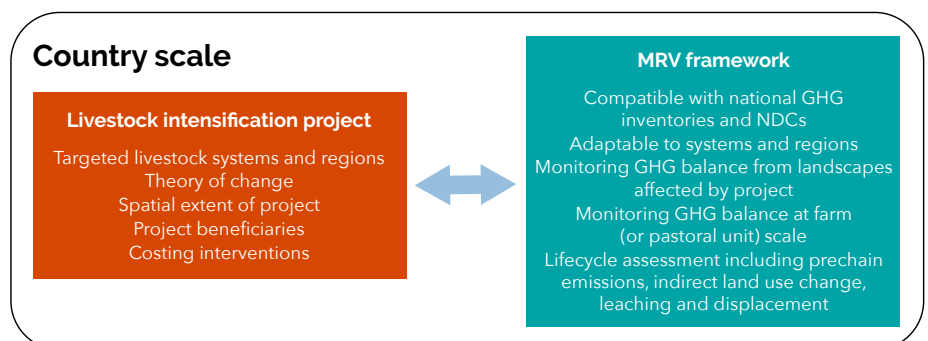 Country scale
Livestock intensification project
Targeted livestock systems and regions
Theory of change
Spatial extent of project
Project beneficiaries
Costing interventions
MRV framework
Compatible with national GHG
inventories and NDCs
Adaptable to systems and regions
Monitoring GHG balance from landscapes
affected by project
Monitoring GHG balance at farm
(or pastoral unit) scale
Lifecycle assessment including prechain
emissions, indirect land use change,
leaching and displacement